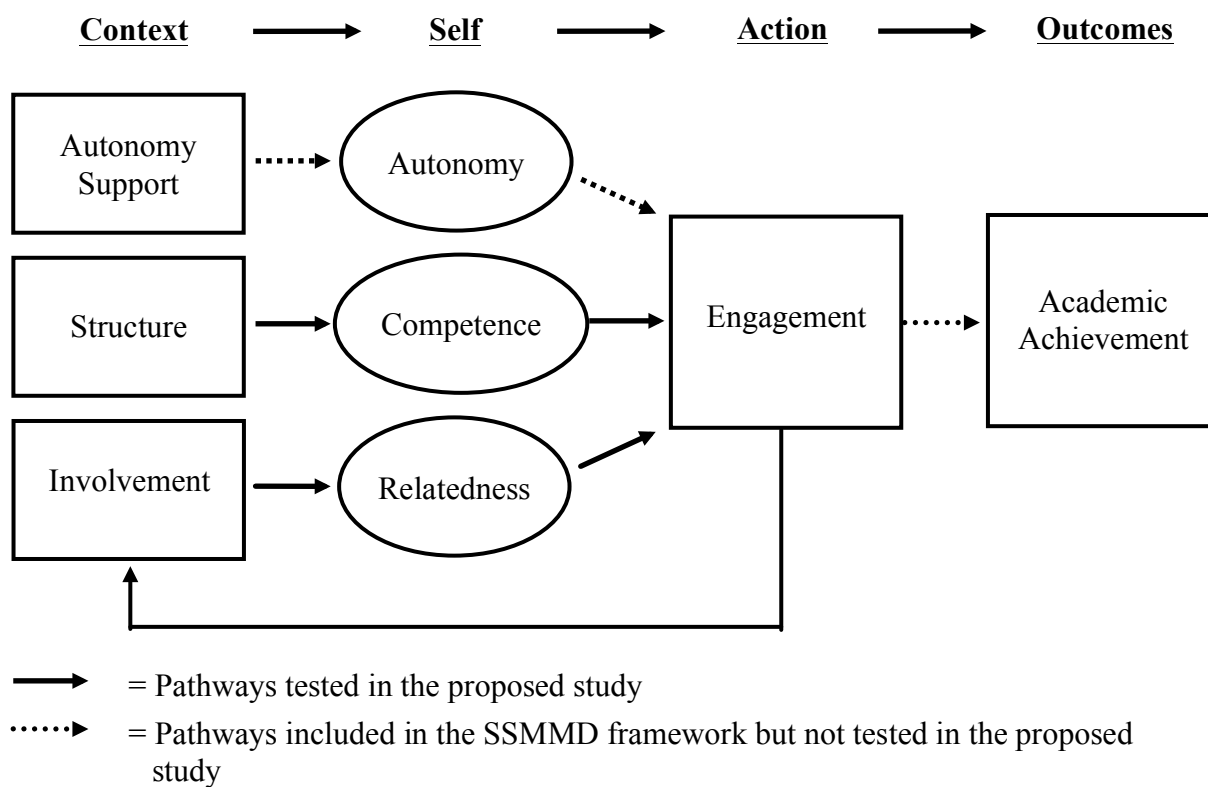 Context Self Action Outcomes
Autonomy
Support
Autonomy
Structure
Competence
Engagement
Academic
Achievement
Involvement
Relatedness
= Pathways tested in the proposed study
= Pathways included in the SSMMD framework but not tested in the proposed
study